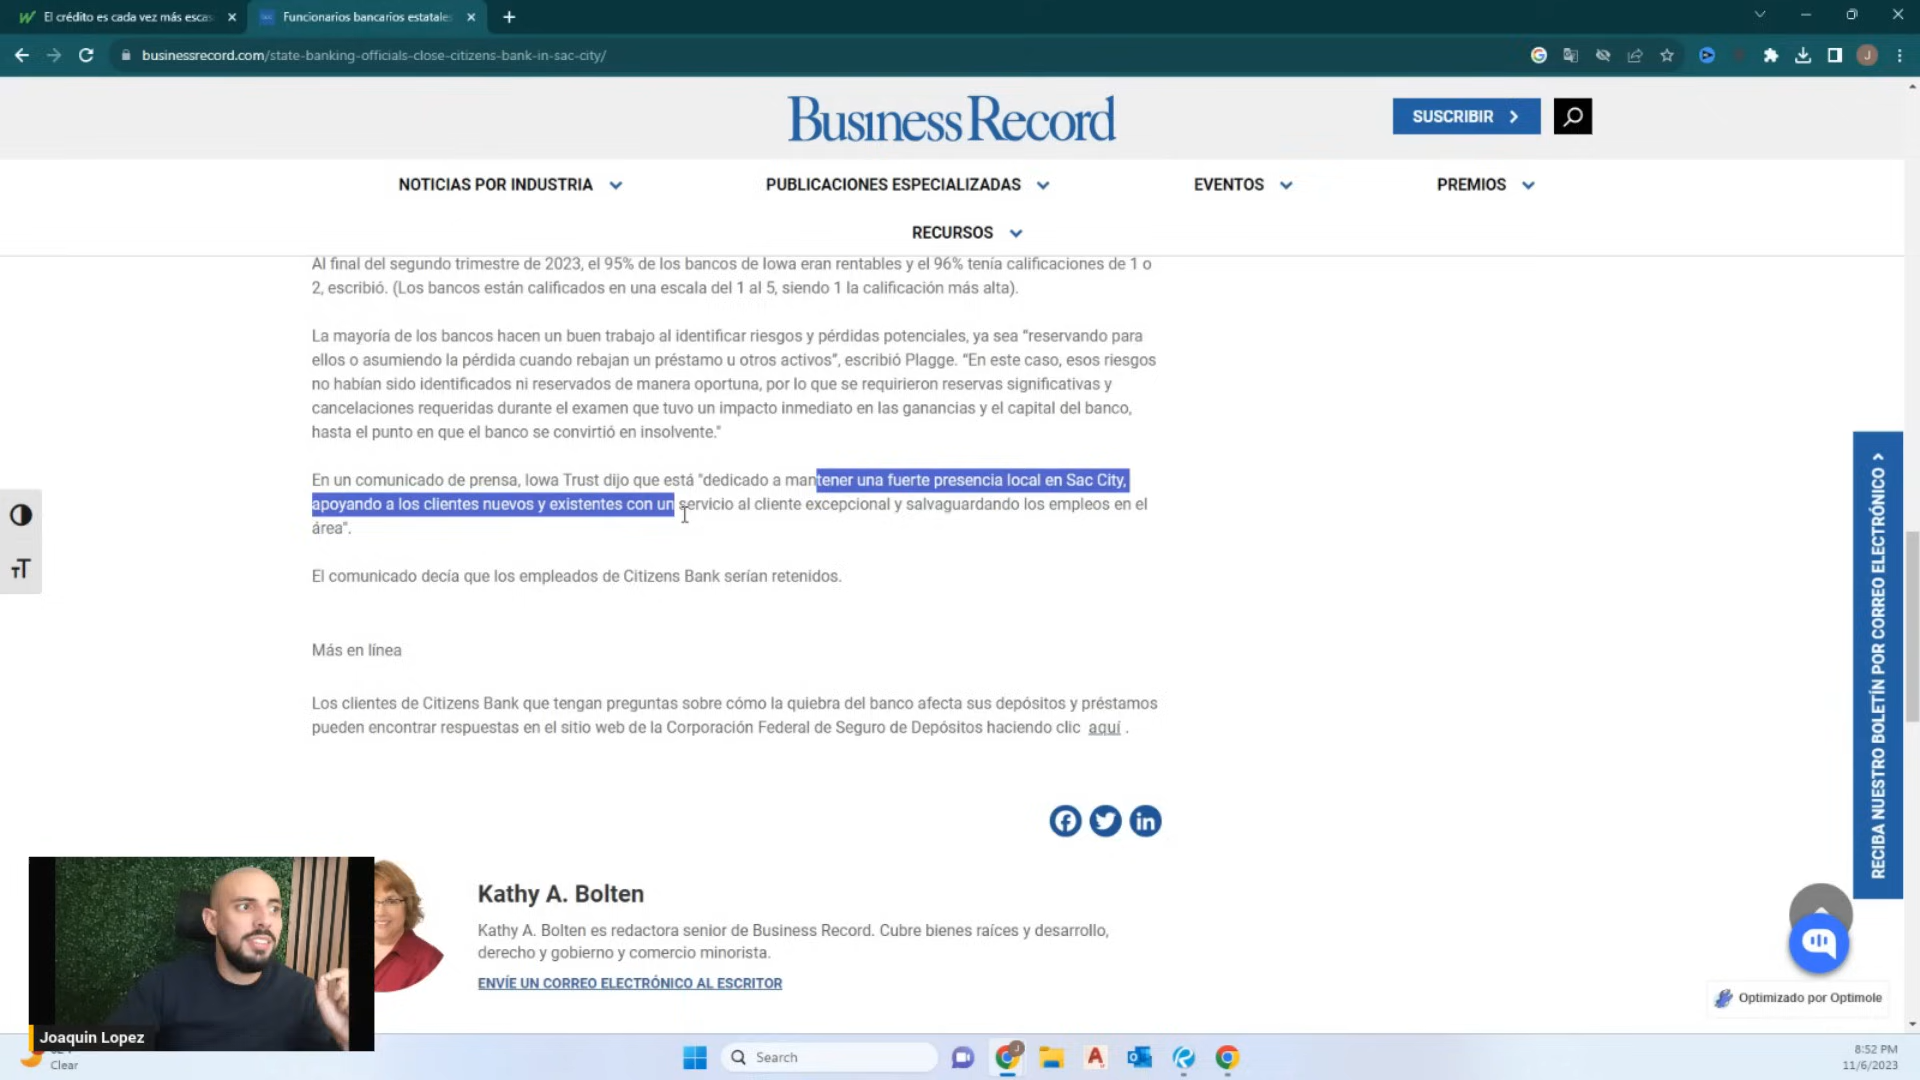 El crédito es cada vez más escas
Funcionarios bancarios estatales
businessrecord.com/state-banking-officials-close-citizens-bank-in-sac-city/
J
Business Record
SUSCRIBIR
NOTICIAS POR INDUSTRIA
PUBLICACIONES ESPECIALIZADAS
EVENTOS
PREMIOS
RECURSOS
Al final del segundo trimestre de 2023, el 95% de los bancos de Iowa eran rentables y el 96% tenía calificaciones de 1 o
2, escribió. (Los bancos están calificados en una escala del 1 al 5, siendo 1 la calificación más alta).
La mayoría de los bancos hacen un buen trabajo al identificar riesgos y pérdidas potenciales, ya sea “reservando para
ellos o asumiendo la pérdida cuando rebajan un préstamo u otros activos”, escribió Plagge. “En este caso, esos riesgos
no habían sido identificados ni reservados de manera oportuna, por lo que se requirieron reservas significativas y
cancelaciones requeridas durante el examen que tuvo un impacto inmediato en las ganancias y el capital del banco,
hasta el punto en que el banco se convirtió en insolvente."
En un comunicado de prensa, Iowa Trust dijo que está "dedicado a mantener una fuerte presencia local en Sac City,
apoyando a los clientes nuevos y existentes con un servicio al cliente excepcional y salvaguardando los empleos en el
área".
El comunicado decía que los empleados de Citizens Bank serían retenidos.
Más en línea
Los clientes de Citizens Bank que tengan preguntas sobre cómo la quiebra del banco afecta sus depósitos y préstamos
pueden encontrar respuestas en el sitio web de la Corporación Federal de Seguro de Depósitos haciendo clic aquí .
RECIBA NUESTRO BOLETÍN POR CORREO ELECTRÓNICO
Kathy A. Bolten
Kathy A. Bolten es redactora senior de Business Record. Cubre bienes raíces y desarrollo,
derecho y gobierno y comercio minorista.
ENVÍE UN CORREO ELECTRÓNICO AL ESCRITOR
Optimizado por Optimole
Joaquin Lopez
Clear
Search
8:52 PM
11/6/2023